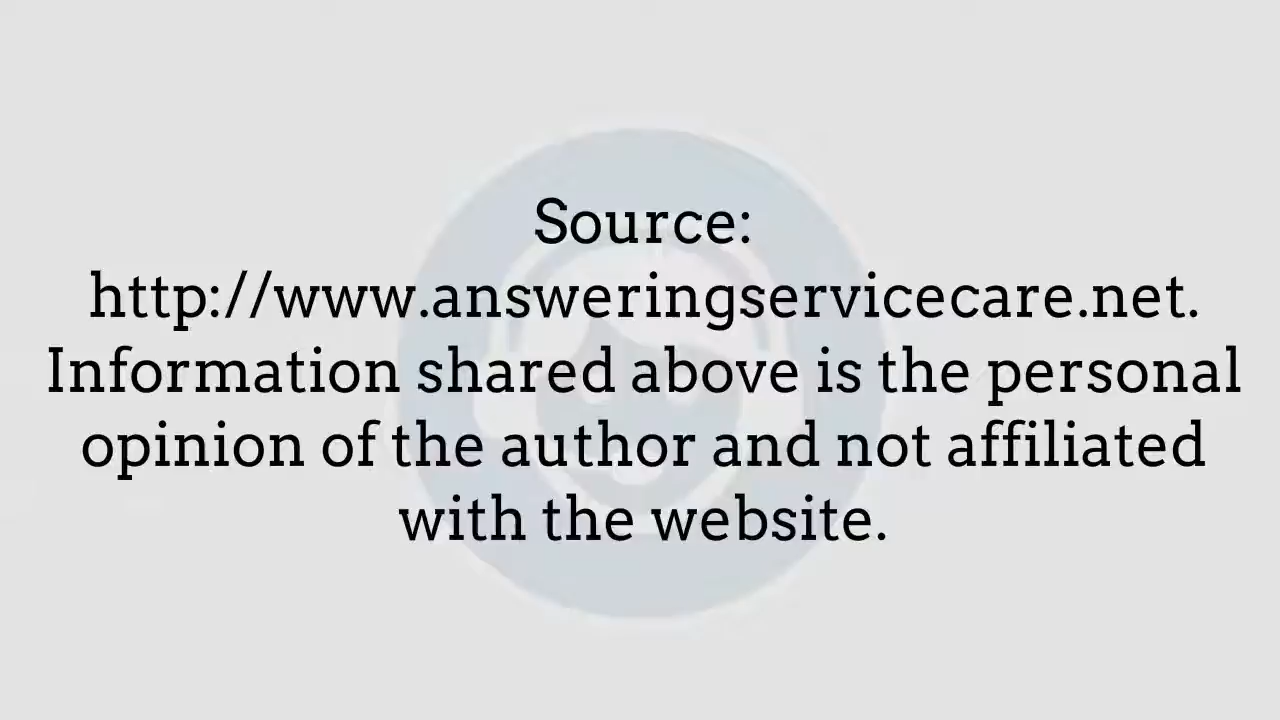 Source:
http://www.answeringservicecare.net.
Information shared above is the personal
opinion of the author and not affiliated
with the website.